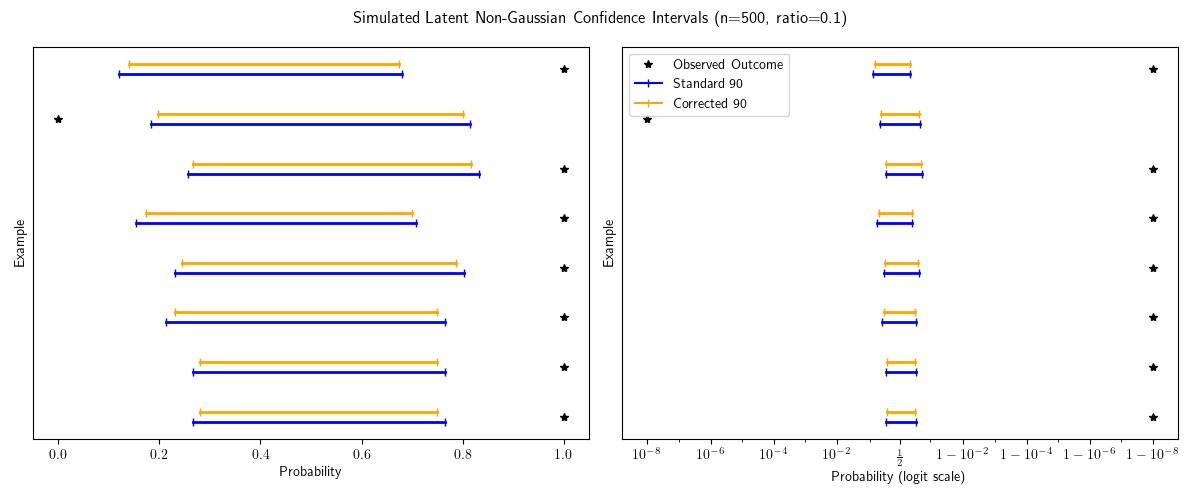 Simulated Latent Non-Gaussian Confidence Intervals (n=500, ratio=0.1)
Example
0.0 0.2 0.4 0.6 0.8 1.0
Probability
Observed Outcome
Standard 90
Corrected 90
Example
10⁻⁸ 10⁻⁶ 10⁻⁴ 10⁻² 1/2 1 − 10⁻² 1 − 10⁻⁴ 1 − 10⁻⁶ 1 − 10⁻⁸
Probability (logit scale)